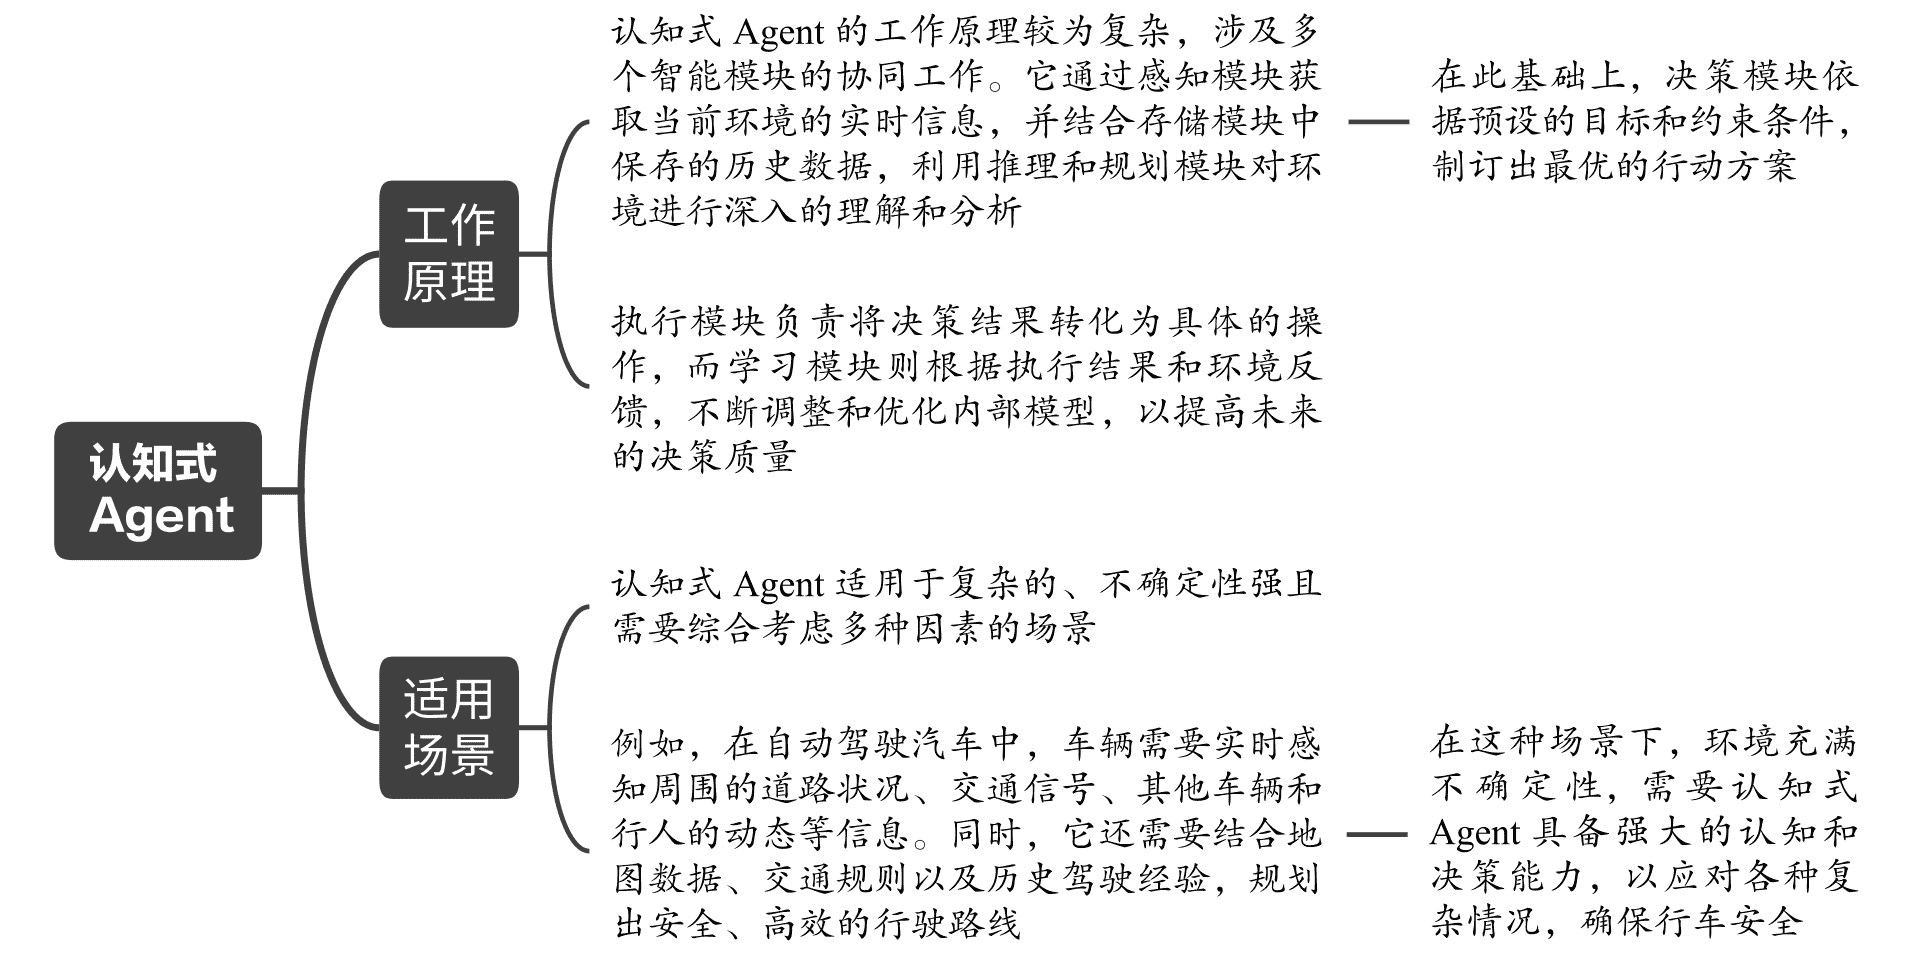 认知式
Agent
工作
原理
认知式 Agent 的工作原理较为复杂，涉及多
个智能模块的协同工作。它通过感知模块获
取当前环境的实时信息，并结合存储模块中
保存的历史数据，利用推理和规划模块对环
境进行深入的理解和分析
在此基础上，决策模块依
据预设的目标和约束条件，
制订出最优的行动方案
执行模块负责将决策结果转化为具体的操
作，而学习模块则根据执行结果和环境反
馈，不断调整和优化内部模型，以提高未来
的决策质量
适用
场景
认知式 Agent 适用于复杂的、不确定性强且
需要综合考虑多种因素的场景
例如，在自动驾驶汽车中，车辆需要实时感
知周围的道路状况、交通信号、其他车辆和
行人的动态等信息。同时，它还需要结合地
图数据、交通规则以及历史驾驶经验，规划
出安全、高效的行驶路线
在这种场景下，环境充满
不确定性，需要认知式
Agent 具备强大的认知和
决策能力，以应对各种复
杂情况，确保行车安全